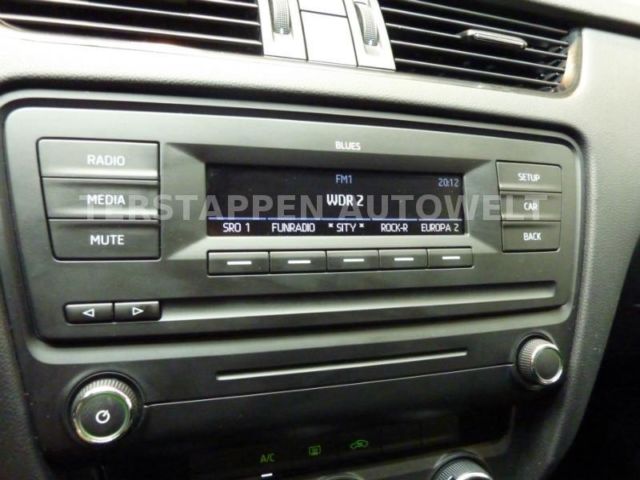 BLUES
RADIO
MEDIA
MUTE
FM1 20:12
WDR 2
SRO 1 FUNRADIO * SITY * ROCK-R EUROPA 2
SETUP
CAR
BACK
TERSTAPPEN AUTOWELT
A/C